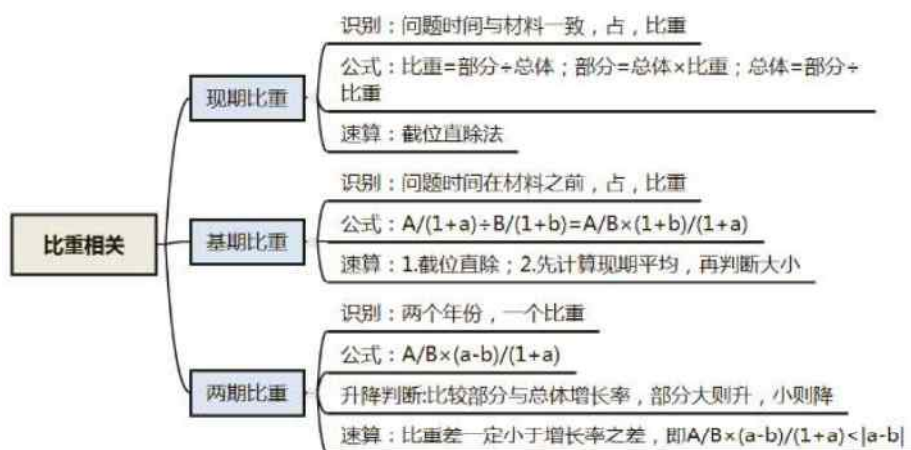 识别：问题时间与材料一致，占，比重
公式：比重=部分÷总体；部分=总体×比重；总体=部分÷
比重
现期比重
速算：截位直除法
识别：问题时间在材料之前，占，比重
比重相关
基期比重
公式：A/(1+a)÷B/(1+b)=A/B×(1+b)/(1+a)
速算：1.截位直除；2.先计算现期平均，再判断大小
识别：两个年份，一个比重
公式：A/B×(a-b)/(1+a)
两期比重
升降判断:比较部分与总体增长率，部分大则升，小则降
速算：比重差一定小于增长率之差，即A/B×(a-b)/(1+a)<|a-b|